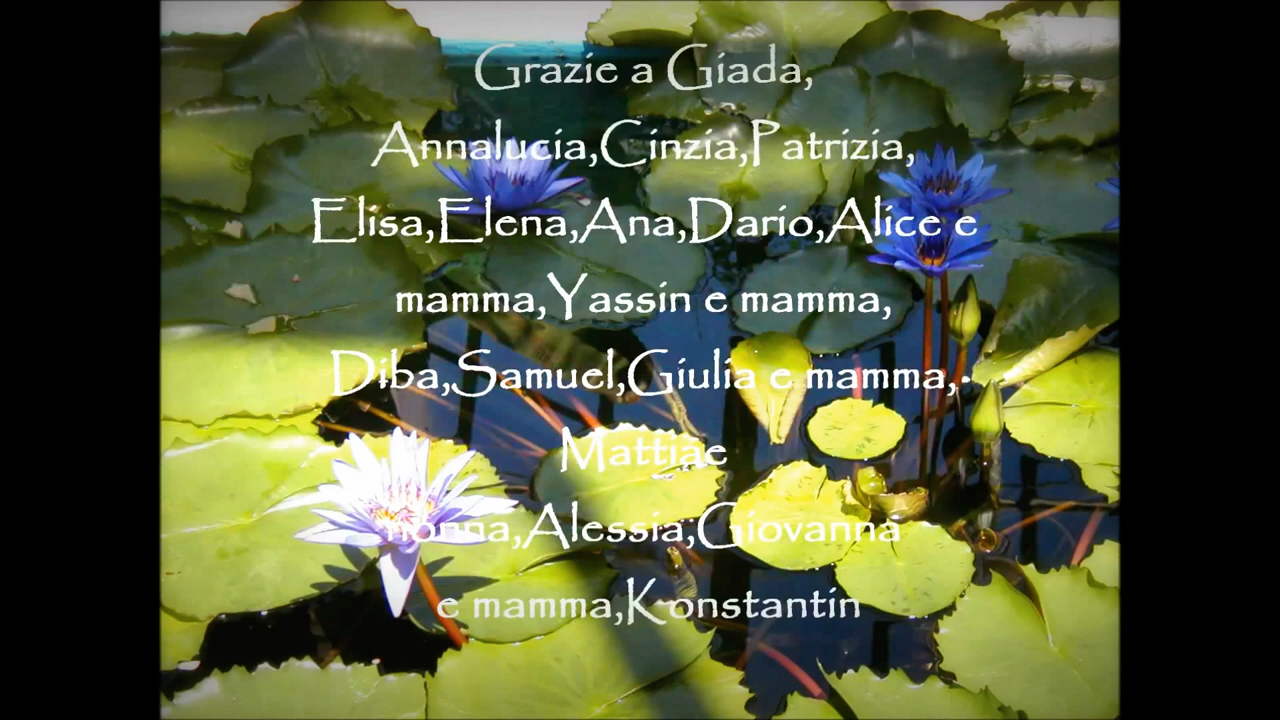 Grazie a Giada,
Annalucia,Cinzia,Patrizia,
Elisa,Elena,Ana,Dario,Alice e
mamma,Yassin e mamma,
Diba,Samuel,Giulia e mamma,
Mattiae
nonna,Alessia,Giovanna
e mamma,Konstantin